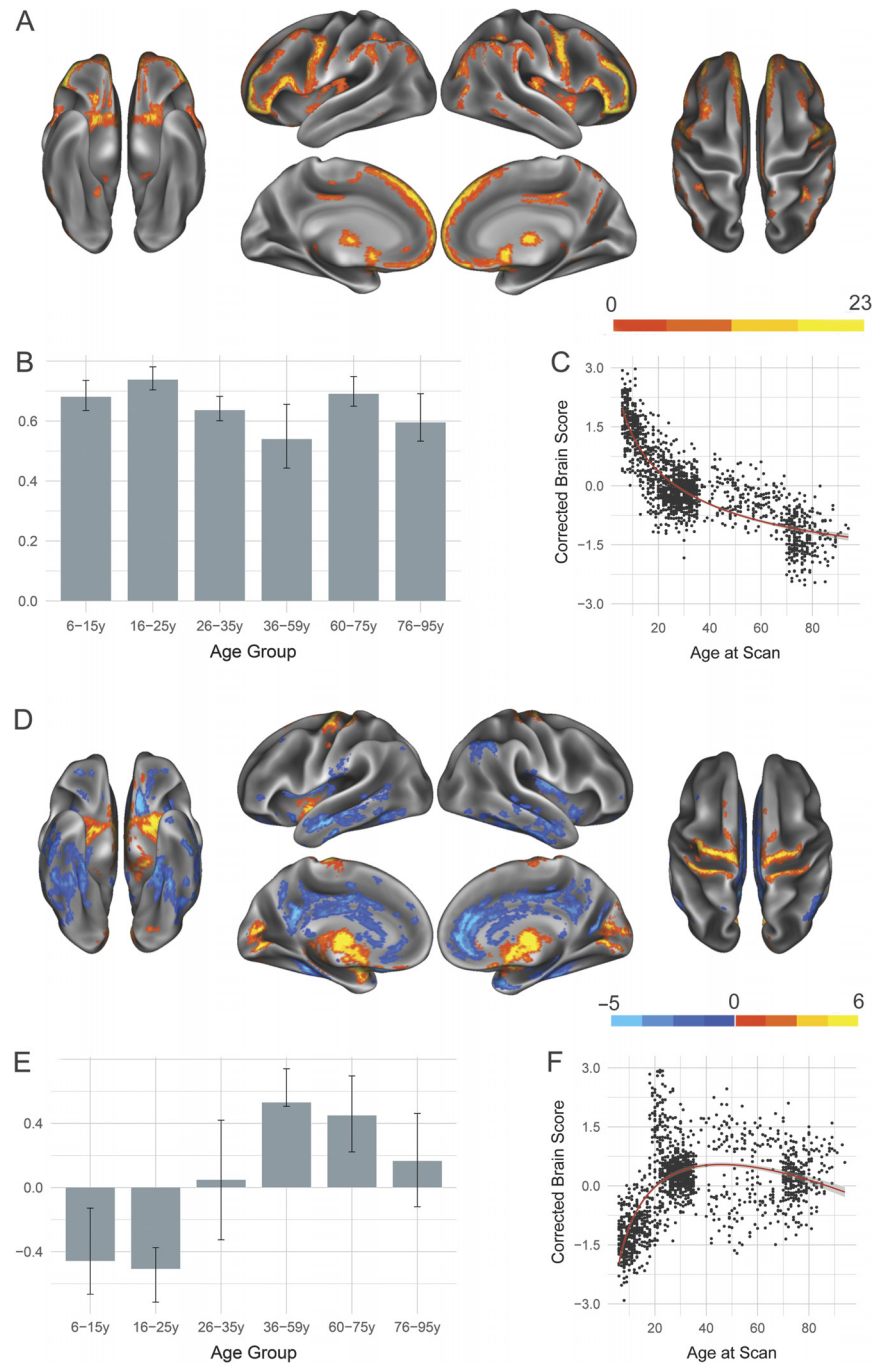 A
0 23
B
C
0.6
0.4
0.2
0.0
6−15y 16−25y 26−35y 36−59y 60−75y 76−95y
Age Group
Corrected Brain Score
3.0
1.5
0.0
−1.5
−3.0
20 40 60 80
Age at Scan
D
−5 0 6
E
F
0.4
0.0
−0.4
6−15y 16−25y 26−35y 36−59y 60−75y 76−95y
Age Group
Corrected Brain Score
3.0
1.5
0.0
−1.5
−3.0
20 40 60 80
Age at Scan